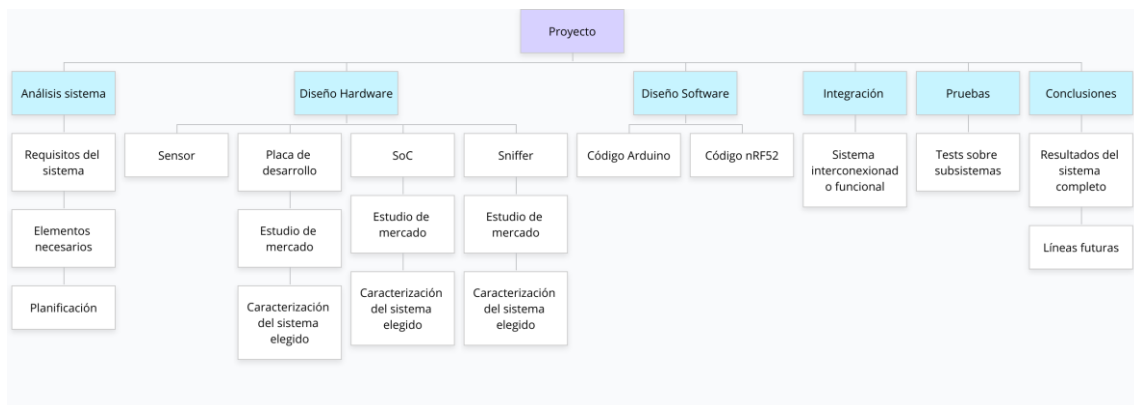 Proyecto
Análisis sistema
Diseño Hardware
Diseño Software
Integración
Pruebas
Conclusiones
Requisitos del
sistema
Elementos
necesarios
Planificación
Sensor
Placa de
desarrollo
Estudio de
mercado
Caracterización
del sistema
elegido
SoC
Estudio de
mercado
Caracterización
del sistema
elegido
Sniffer
Estudio de
mercado
Caracterización
del sistema
elegido
Código Arduino
Código nRF52
Sistema
interconexionad
o funcional
Tests sobre
subsistemas
Resultados del
sistema
completo
Líneas futuras